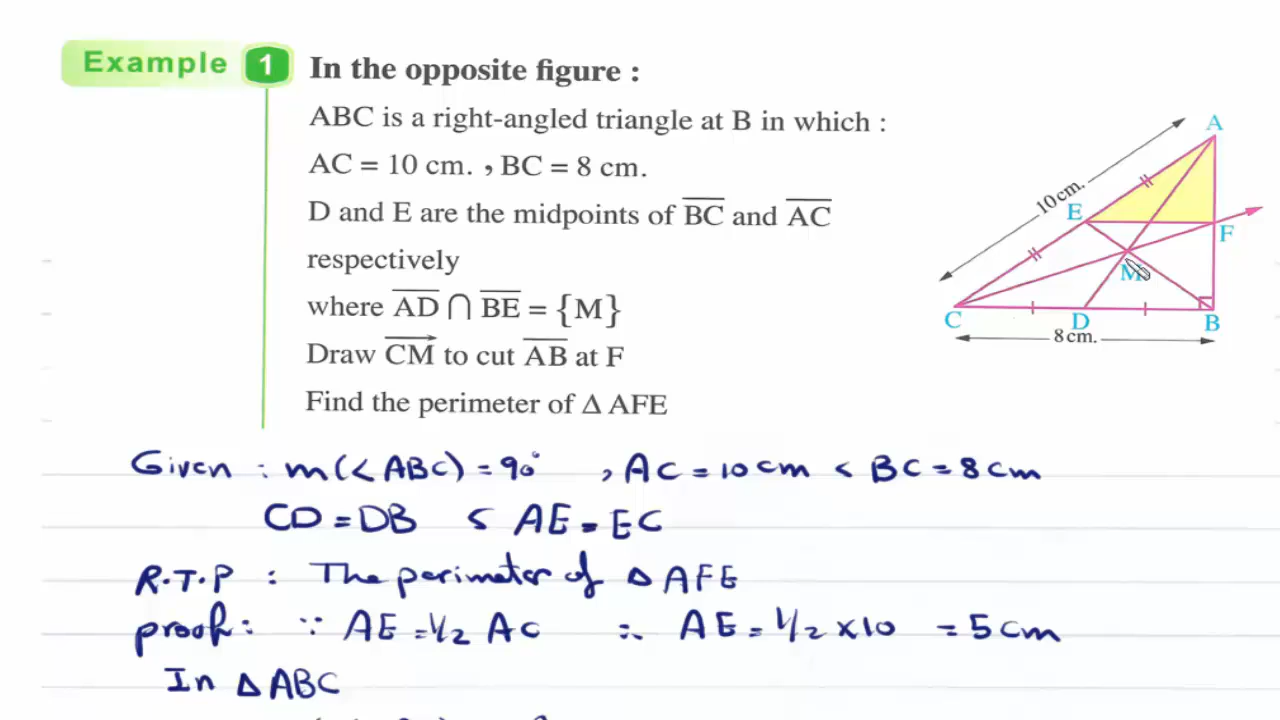 Example 1 In the opposite figure :
ABC is a right-angled triangle at B in which :
AC = 10 cm. , BC = 8 cm.
D and E are the midpoints of BC and AC
respectively
where AD ∩ BE = {M}
Draw CM to cut AB at F
Find the perimeter of Δ AFE
A
10 cm.
E
F
M
C
D
B
8 cm.
Given : m(<ABC) = 90° , AC = 10 cm < BC = 8 cm
CD = DB < AE = EC
R.T.P : The perimeter of Δ AFE
proof: ∵ AE = 1/2 AC ∴ AE = 1/2 × 10 = 5 cm
In Δ ABC